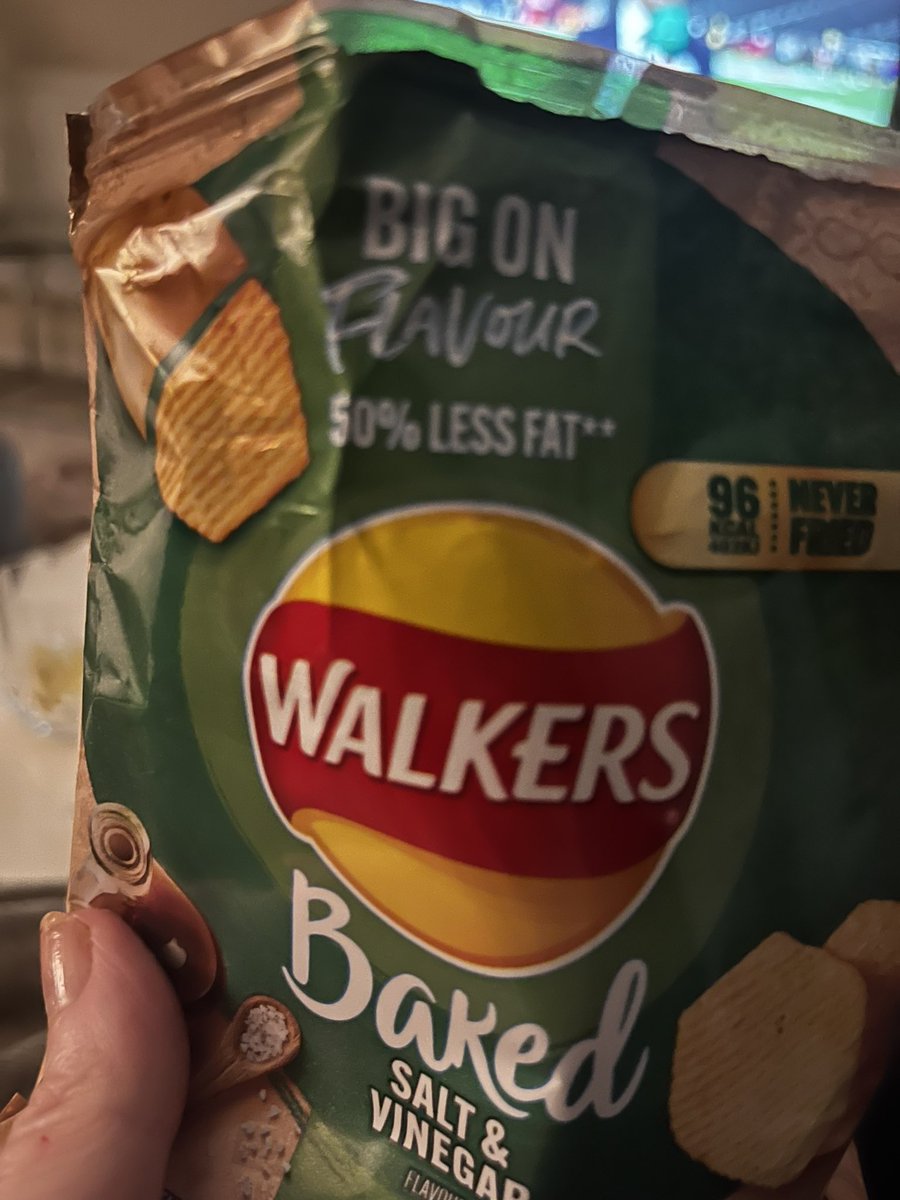 BIG ON
FLAVOUR
50% LESS FAT**
96
KCAL
NEVER
FRIED
WALKERS
Baked
SALT &
VINEGAR